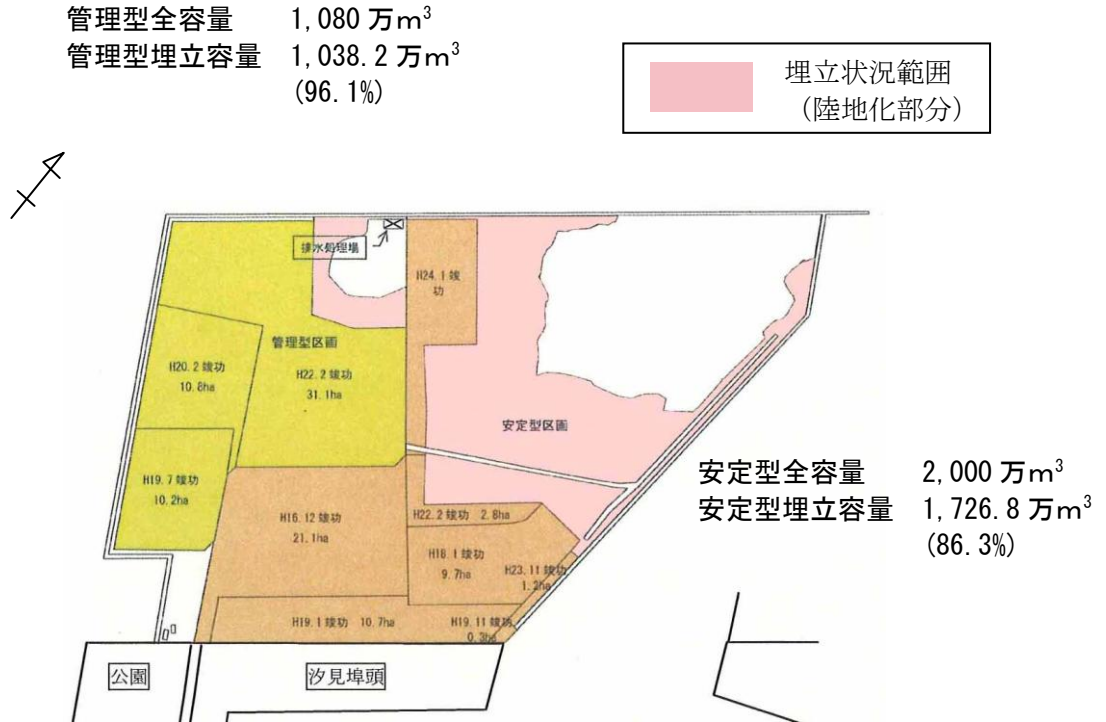 管理型全容量 1,080 万m³
管理型埋立容量 1,038.2 万m³
(96.1%)
埋立状況範囲
(陸地化部分)
排水処理場
H24.1 竣
功
管理型区画
H20.2 竣功
10.8ha
H22.2 竣功
31.1ha
安定型区画
H19.7 竣功
10.2ha
安定型全容量 2,000 万m³
安定型埋立容量 1,726.8 万m³
(86.3%)
H16.12 竣功
21.1ha
H22.2 竣功 2.8ha
H18.1 竣功
9.7ha
H23.11 竣功
1.2ha
H19.1 竣功 10.7ha
H19.11 竣功
0.3ha
公園
汐見埠頭